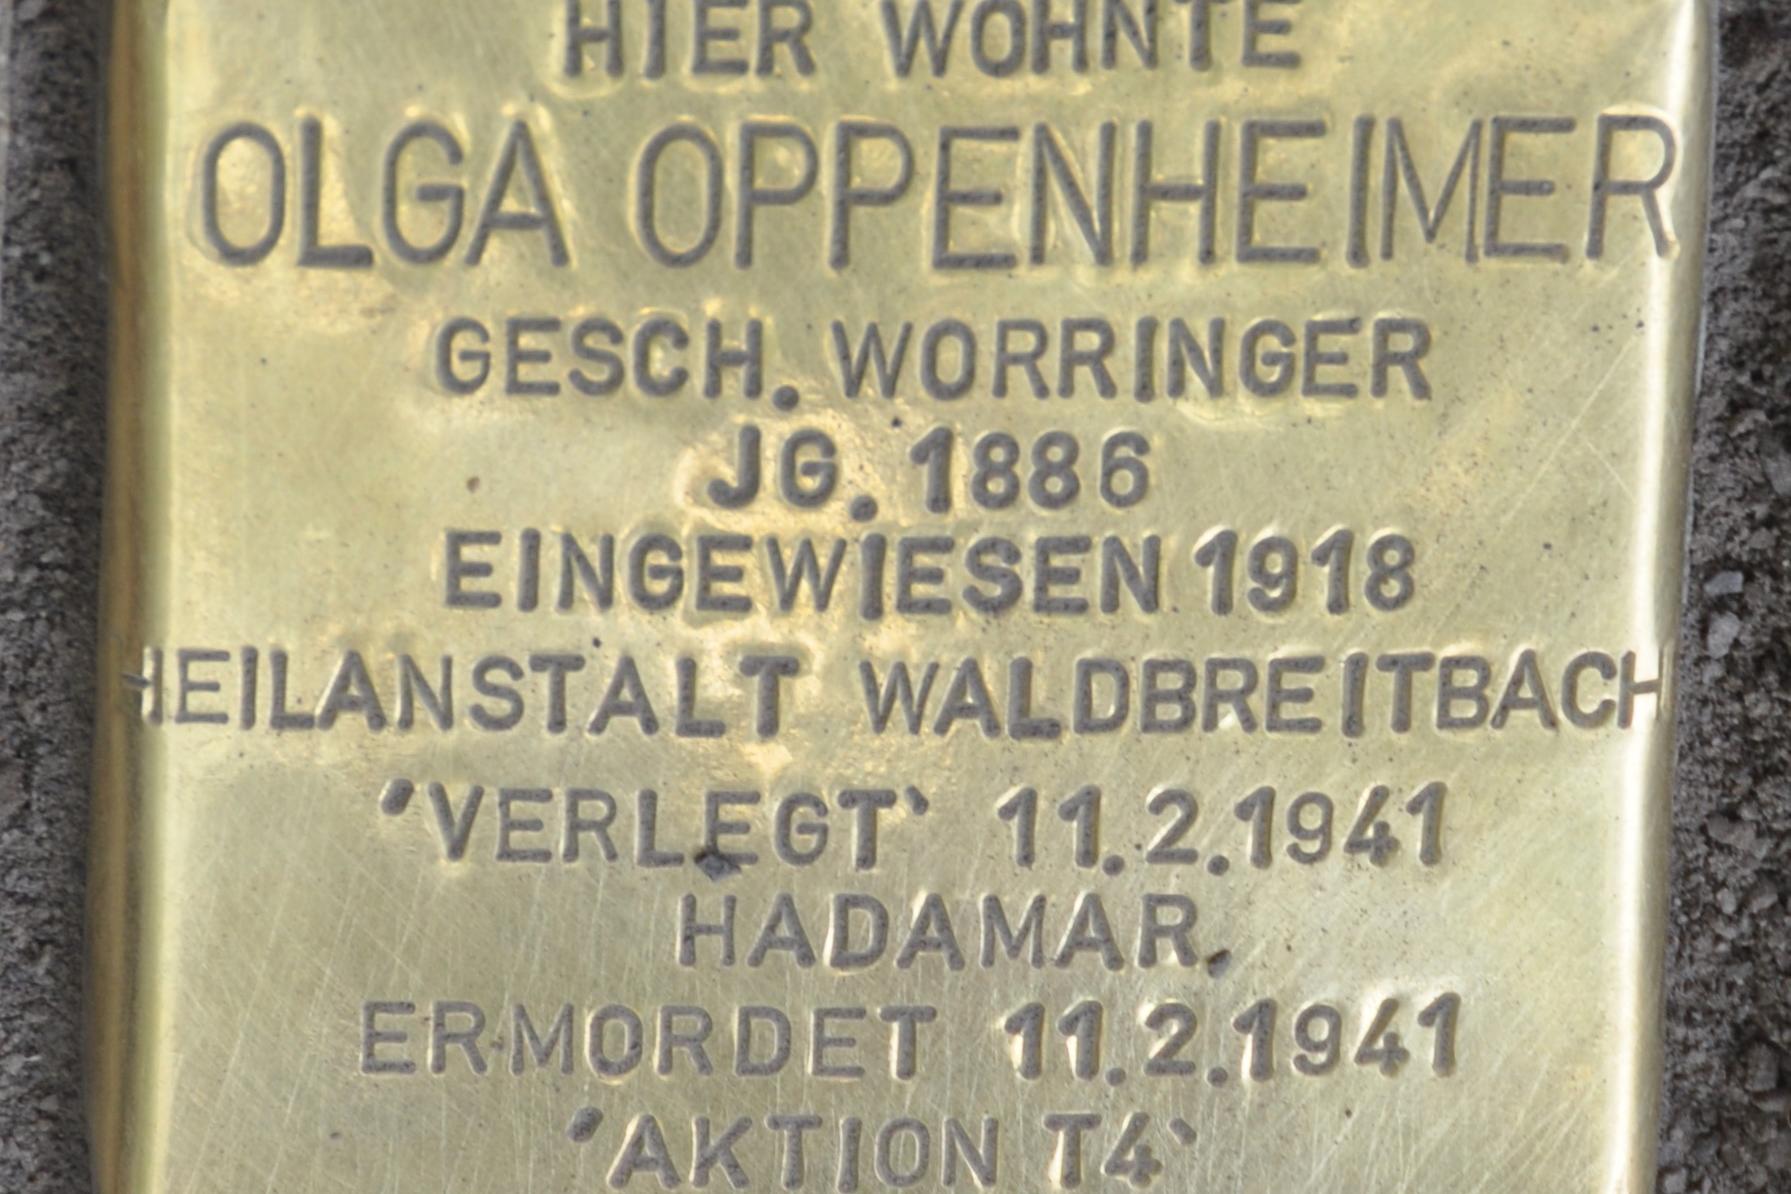 HIER WOHNTE
OLGA OPPENHEIMER
GESCH. WORRINGER
JG. 1886
EINGEWIESEN 1918
HEILANSTALT WALDBREITBACH
'VERLEGT' 11.2.1941
HADAMAR
ERMORDET 11.2.1941
'AKTION T4'